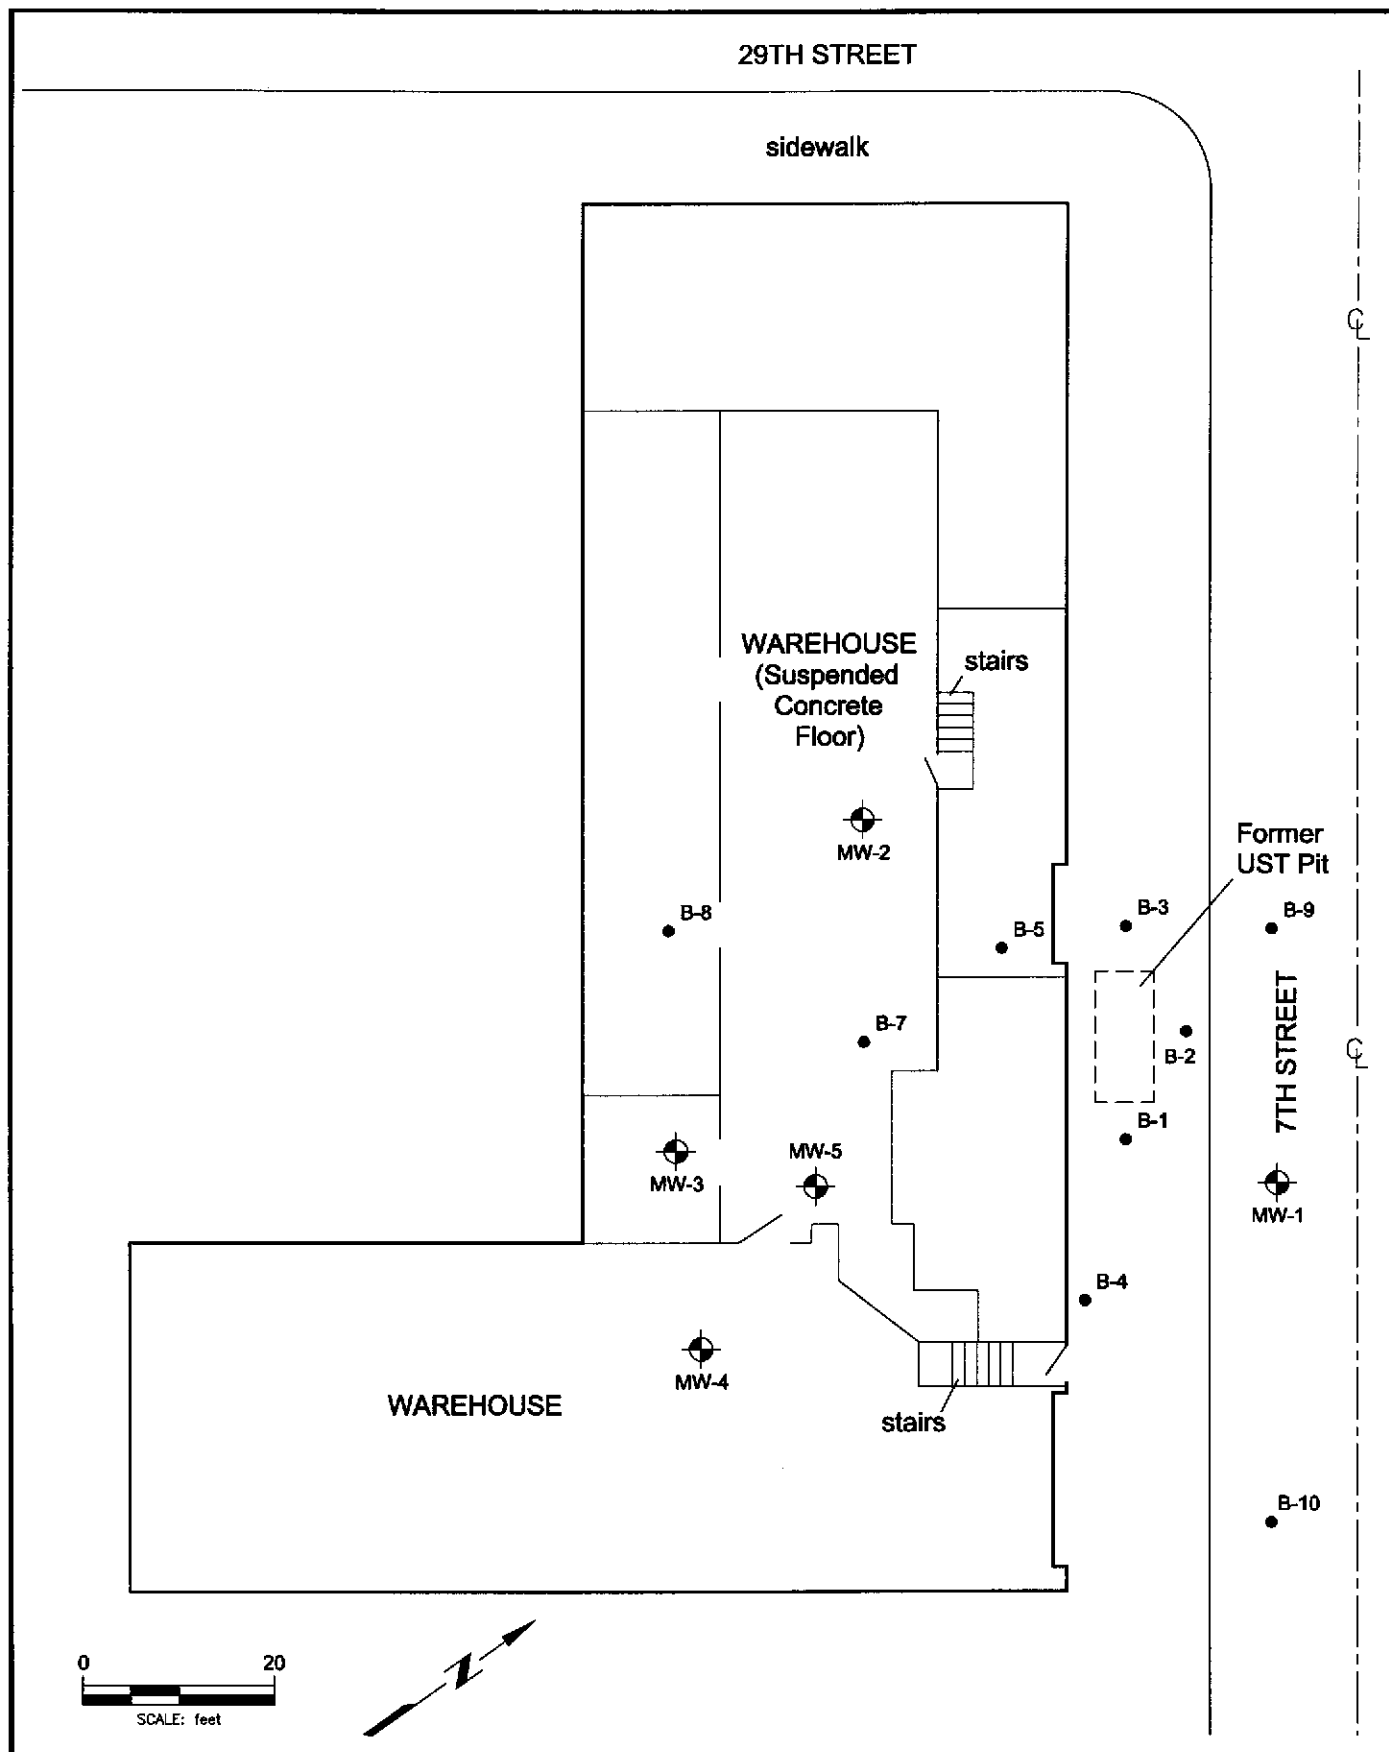 29TH STREET
sidewalk
WAREHOUSE
(Suspended
Concrete
Floor)
stairs
MW-2
Former
UST Pit
B-8
B-5
B-3
B-9
B-7
B-2
7TH STREET
B-1
MW-3
MW-5
MW-1
B-4
MW-4
WAREHOUSE
stairs
B-10
0 20
SCALE: feet
N
℄
℄